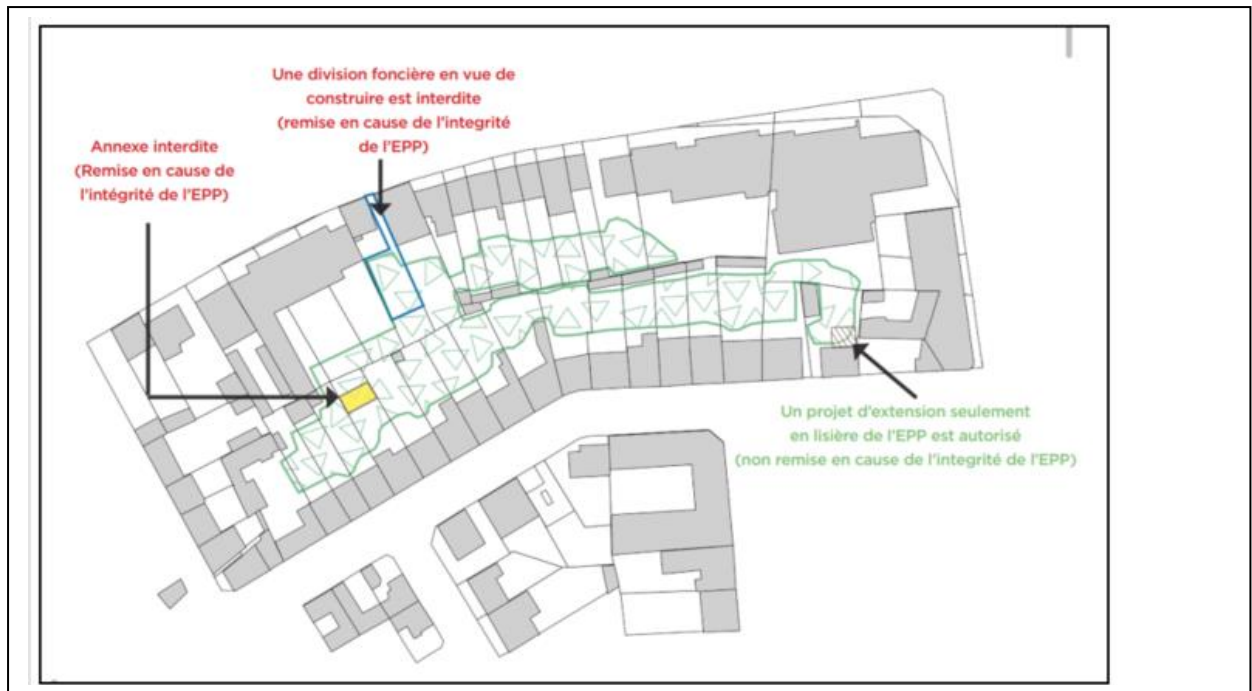 Une division foncière en vue de
construire est interdite
(remise en cause de l'integrité
de l'EPP)
Annexe interdite
(Remise en cause de
l'intégrité de l'EPP)
Un projet d'extension seulement
en lisière de l'EPP est autorisé
(non remise en cause de l'integrité de l'EPP)